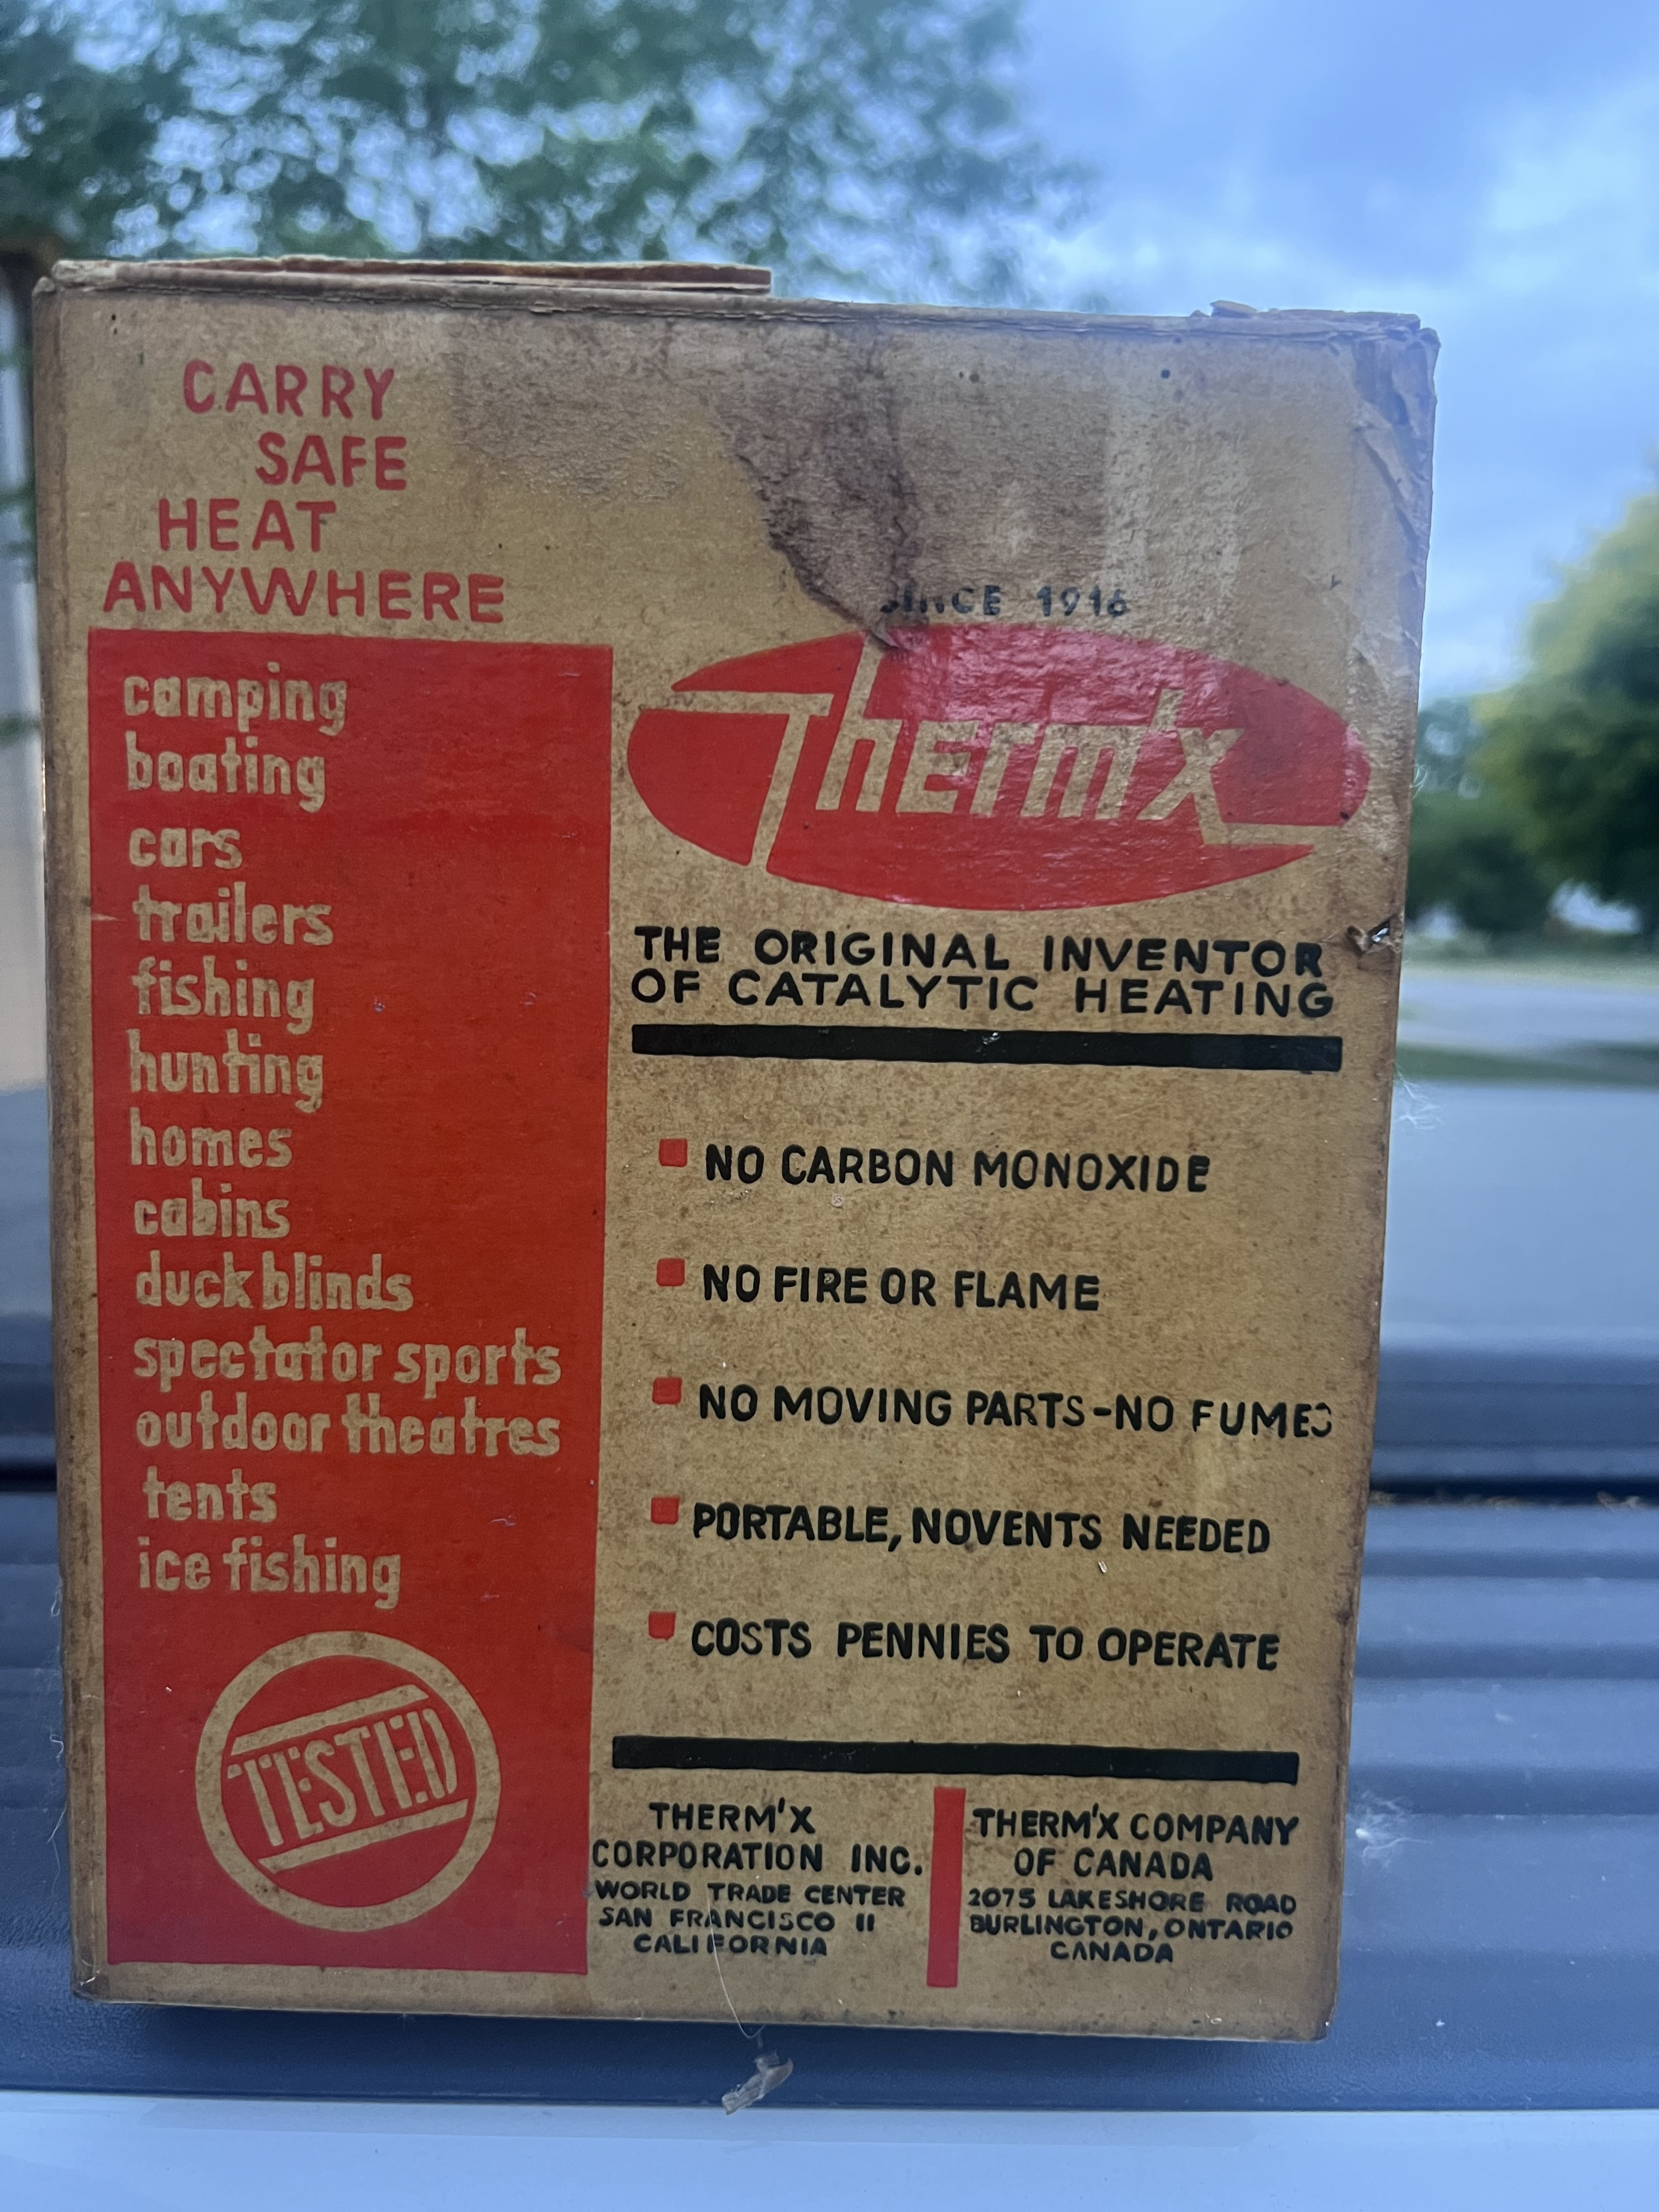 CARRY
SAFE
HEAT
ANYWHERE
camping
boating
cars
trailers
fishing
hunting
homes
cabins
duck blinds
spectator sports
outdoor theatres
tents
ice fishing
TESTED
SINCE 1916
Therm'x
THE ORIGINAL INVENTOR
OF CATALYTIC HEATING
NO CARBON MONOXIDE
NO FIRE OR FLAME
NO MOVING PARTS-NO FUMES
PORTABLE, NO VENTS NEEDED
COSTS PENNIES TO OPERATE
THERM'X
CORPORATION INC.
WORLD TRADE CENTER
SAN FRANCISCO 11
CALIFORNIA
THERM'X COMPANY
OF CANADA
2075 LAKESHORE ROAD
BURLINGTON, ONTARIO
CANADA